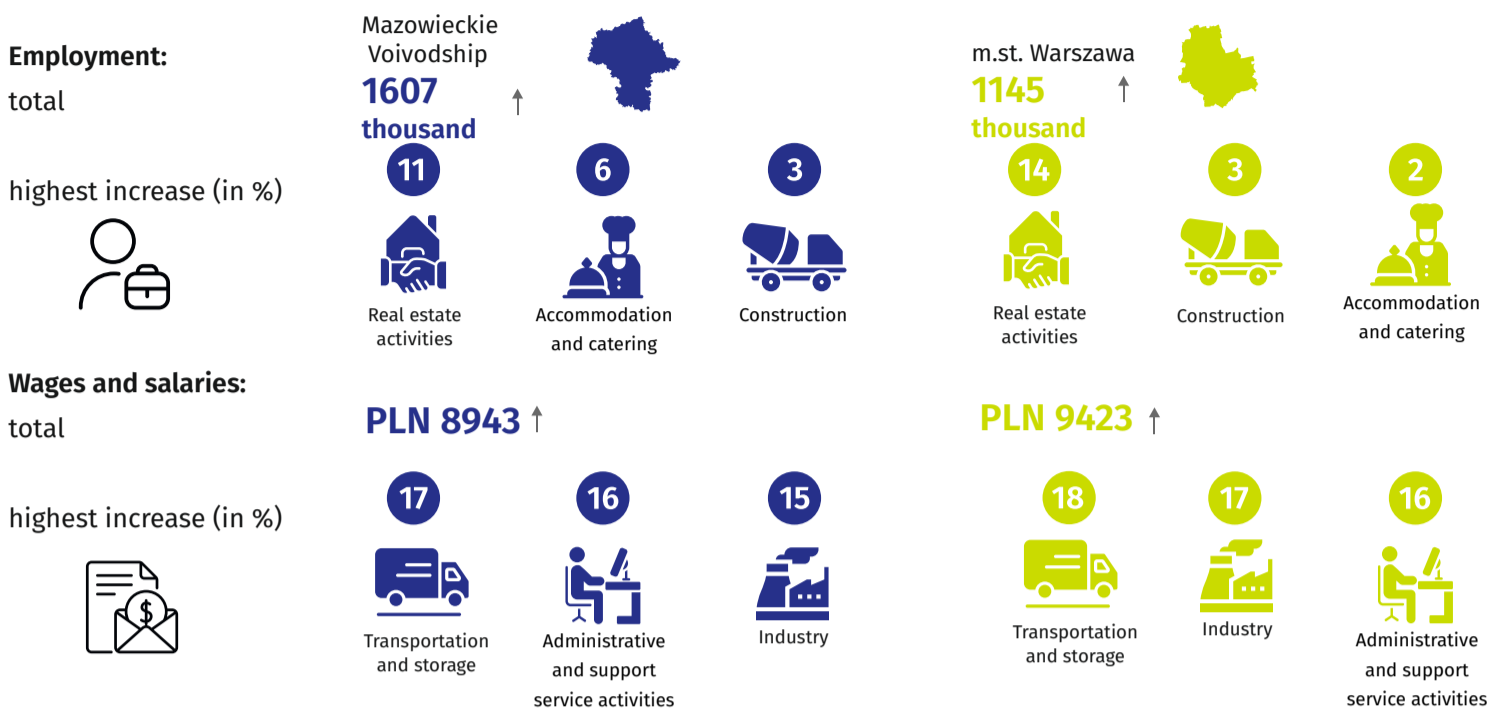 Mazowieckie
Voivodship
m.st. Warszawa
Employment:
total
1607
thousand
1145
thousand
highest increase (in %)
11
6
3
14
3
2
Real estate
activities
Accommodation
and catering
Construction
Real estate
activities
Construction
Accommodation
and catering
Wages and salaries:
total
PLN 8943
PLN 9423
highest increase (in %)
17
16
15
18
17
16
$
Transportation
and storage
Administrative
and support
service activities
Industry
Transportation
and storage
Industry
Administrative
and support
service activities